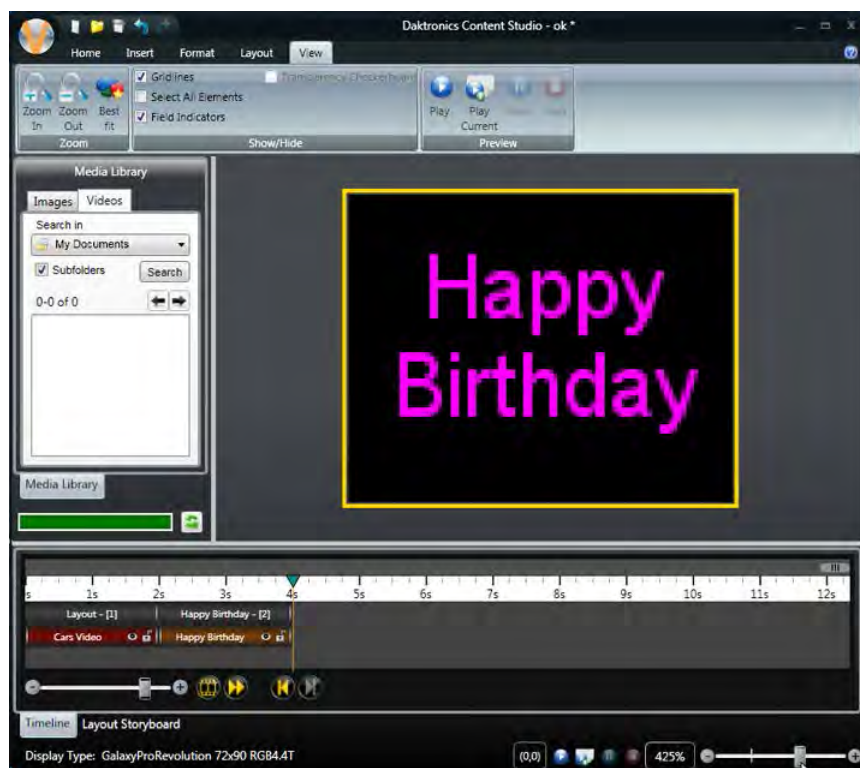 Daktronics Content Studio - ok *
Home Insert Format Layout View
Gridlines Transparency Checkerboard
Select All Elements
Field Indicators
Zoom In Zoom Out Best fit
Play Play Current
Zoom Show/Hide Preview
Media Library
Images Videos
Search in
My Documents
Subfolders Search
0-0 of 0
Media Library
Happy
Birthday
s 1s 2s 3s 4s 5s 6s 7s 8s 9s 10s 11s 12s
Layout - [1] Happy Birthday - [2]
Cars Video Happy Birthday
Timeline Layout Storyboard
Display Type: GalaxyProRevolution 72x90 RGB4.4T (0,0) 425%